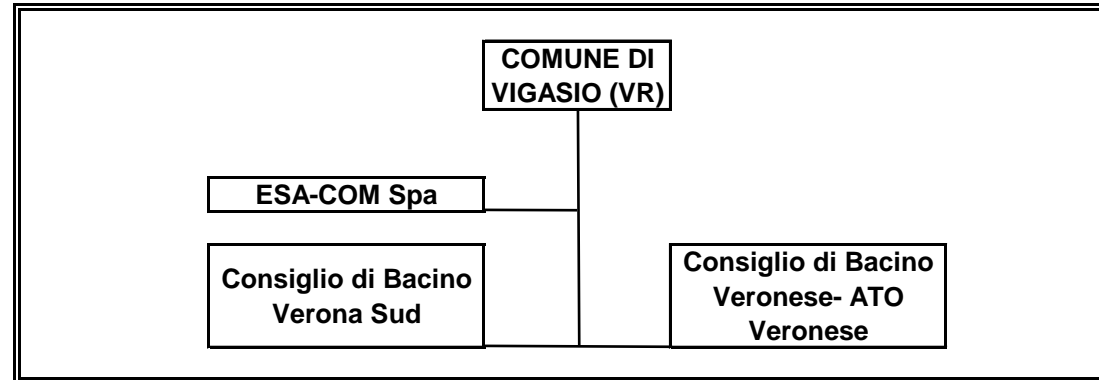 COMUNE DI
VIGASIO (VR)
ESA-COM Spa
Consiglio di Bacino
Verona Sud
Consiglio di Bacino
Veronese- ATO
Veronese